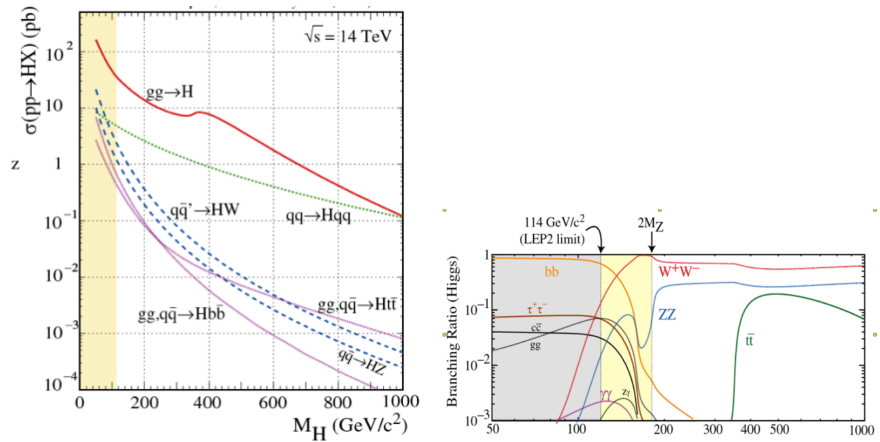 √s = 14 TeV
σ(pp→HX) (pb)
10²
10
1
10⁻¹
10⁻²
10⁻³
10⁻⁴
z
gg→H
qq̄'→HW
qq→Hqq
gg,qq̄→Hbb̄
gg,qq̄→Htt̄
qq̄→HZ
0 200 400 600 800 1000
M_H (GeV/c²)
114 GeV/c²
(LEP2 limit)
2M_Z
Branching Ratio (Higgs)
1
10⁻¹
10⁻²
10⁻³
bb
W⁺W⁻
τ⁺τ⁻
cc̄
gg
ZZ
tt̄
γγ
Zγ
50 100 200 300 400 500 1000